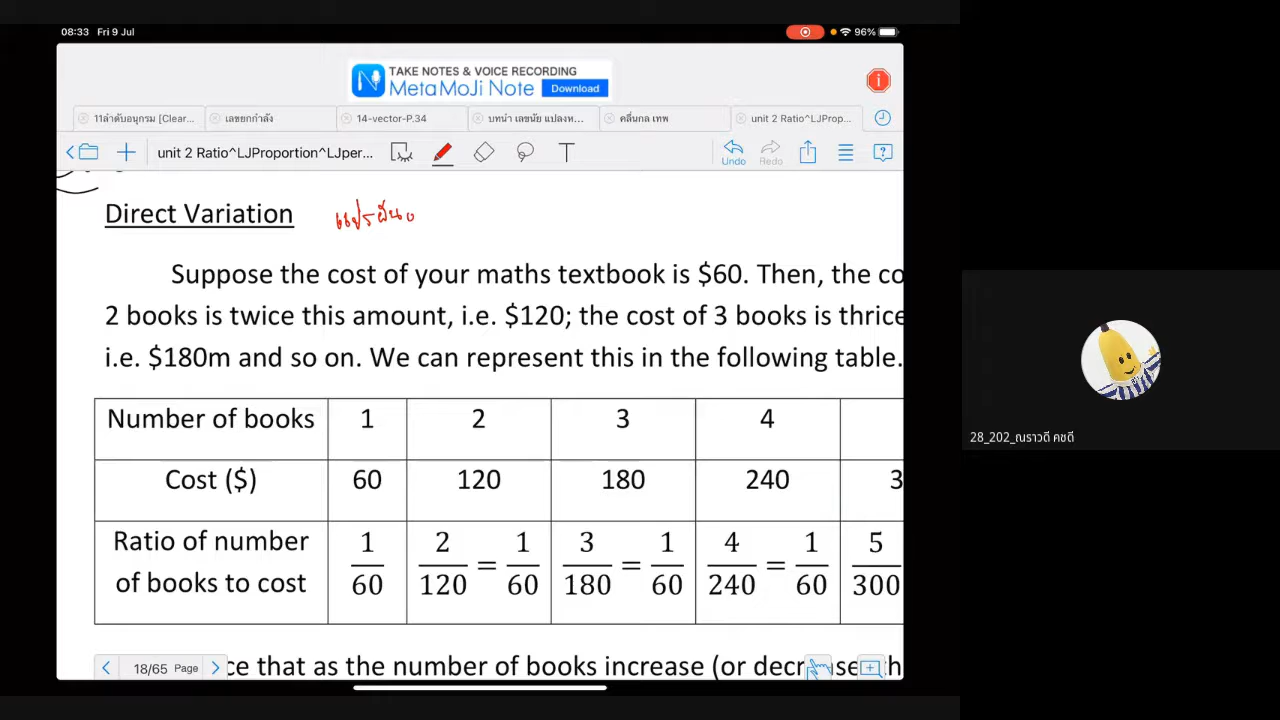 08:33 Fri 9 Jul
96%
TAKE NOTES & VOICE RECORDING
MetaMoJi Note Download
11ลำดับอนุกรม [Clear...
เลขยกกำลัง
14-vector-P.34
บทน่า เลขนัย แปลงห...
คลื่นกล เทพ
unit 2 Ratio^LJProp...
unit 2 Ratio^LJProportion^LJper...
T
Undo
Redo
Direct Variation
Suppose the cost of your maths textbook is $60. Then, the co
2 books is twice this amount, i.e. $120; the cost of 3 books is thrice
i.e. $180m and so on. We can represent this in the following table.
Number of books 1 2 3 4
Cost ($) 60 120 180 240 3
Ratio of number of books to cost 1/60 2/120 = 1/60 3/180 = 1/60 4/240 = 1/60 5/300
18/65 Page
ce that as the number of books increase (or decr
28_202_ณราวดี คชดี